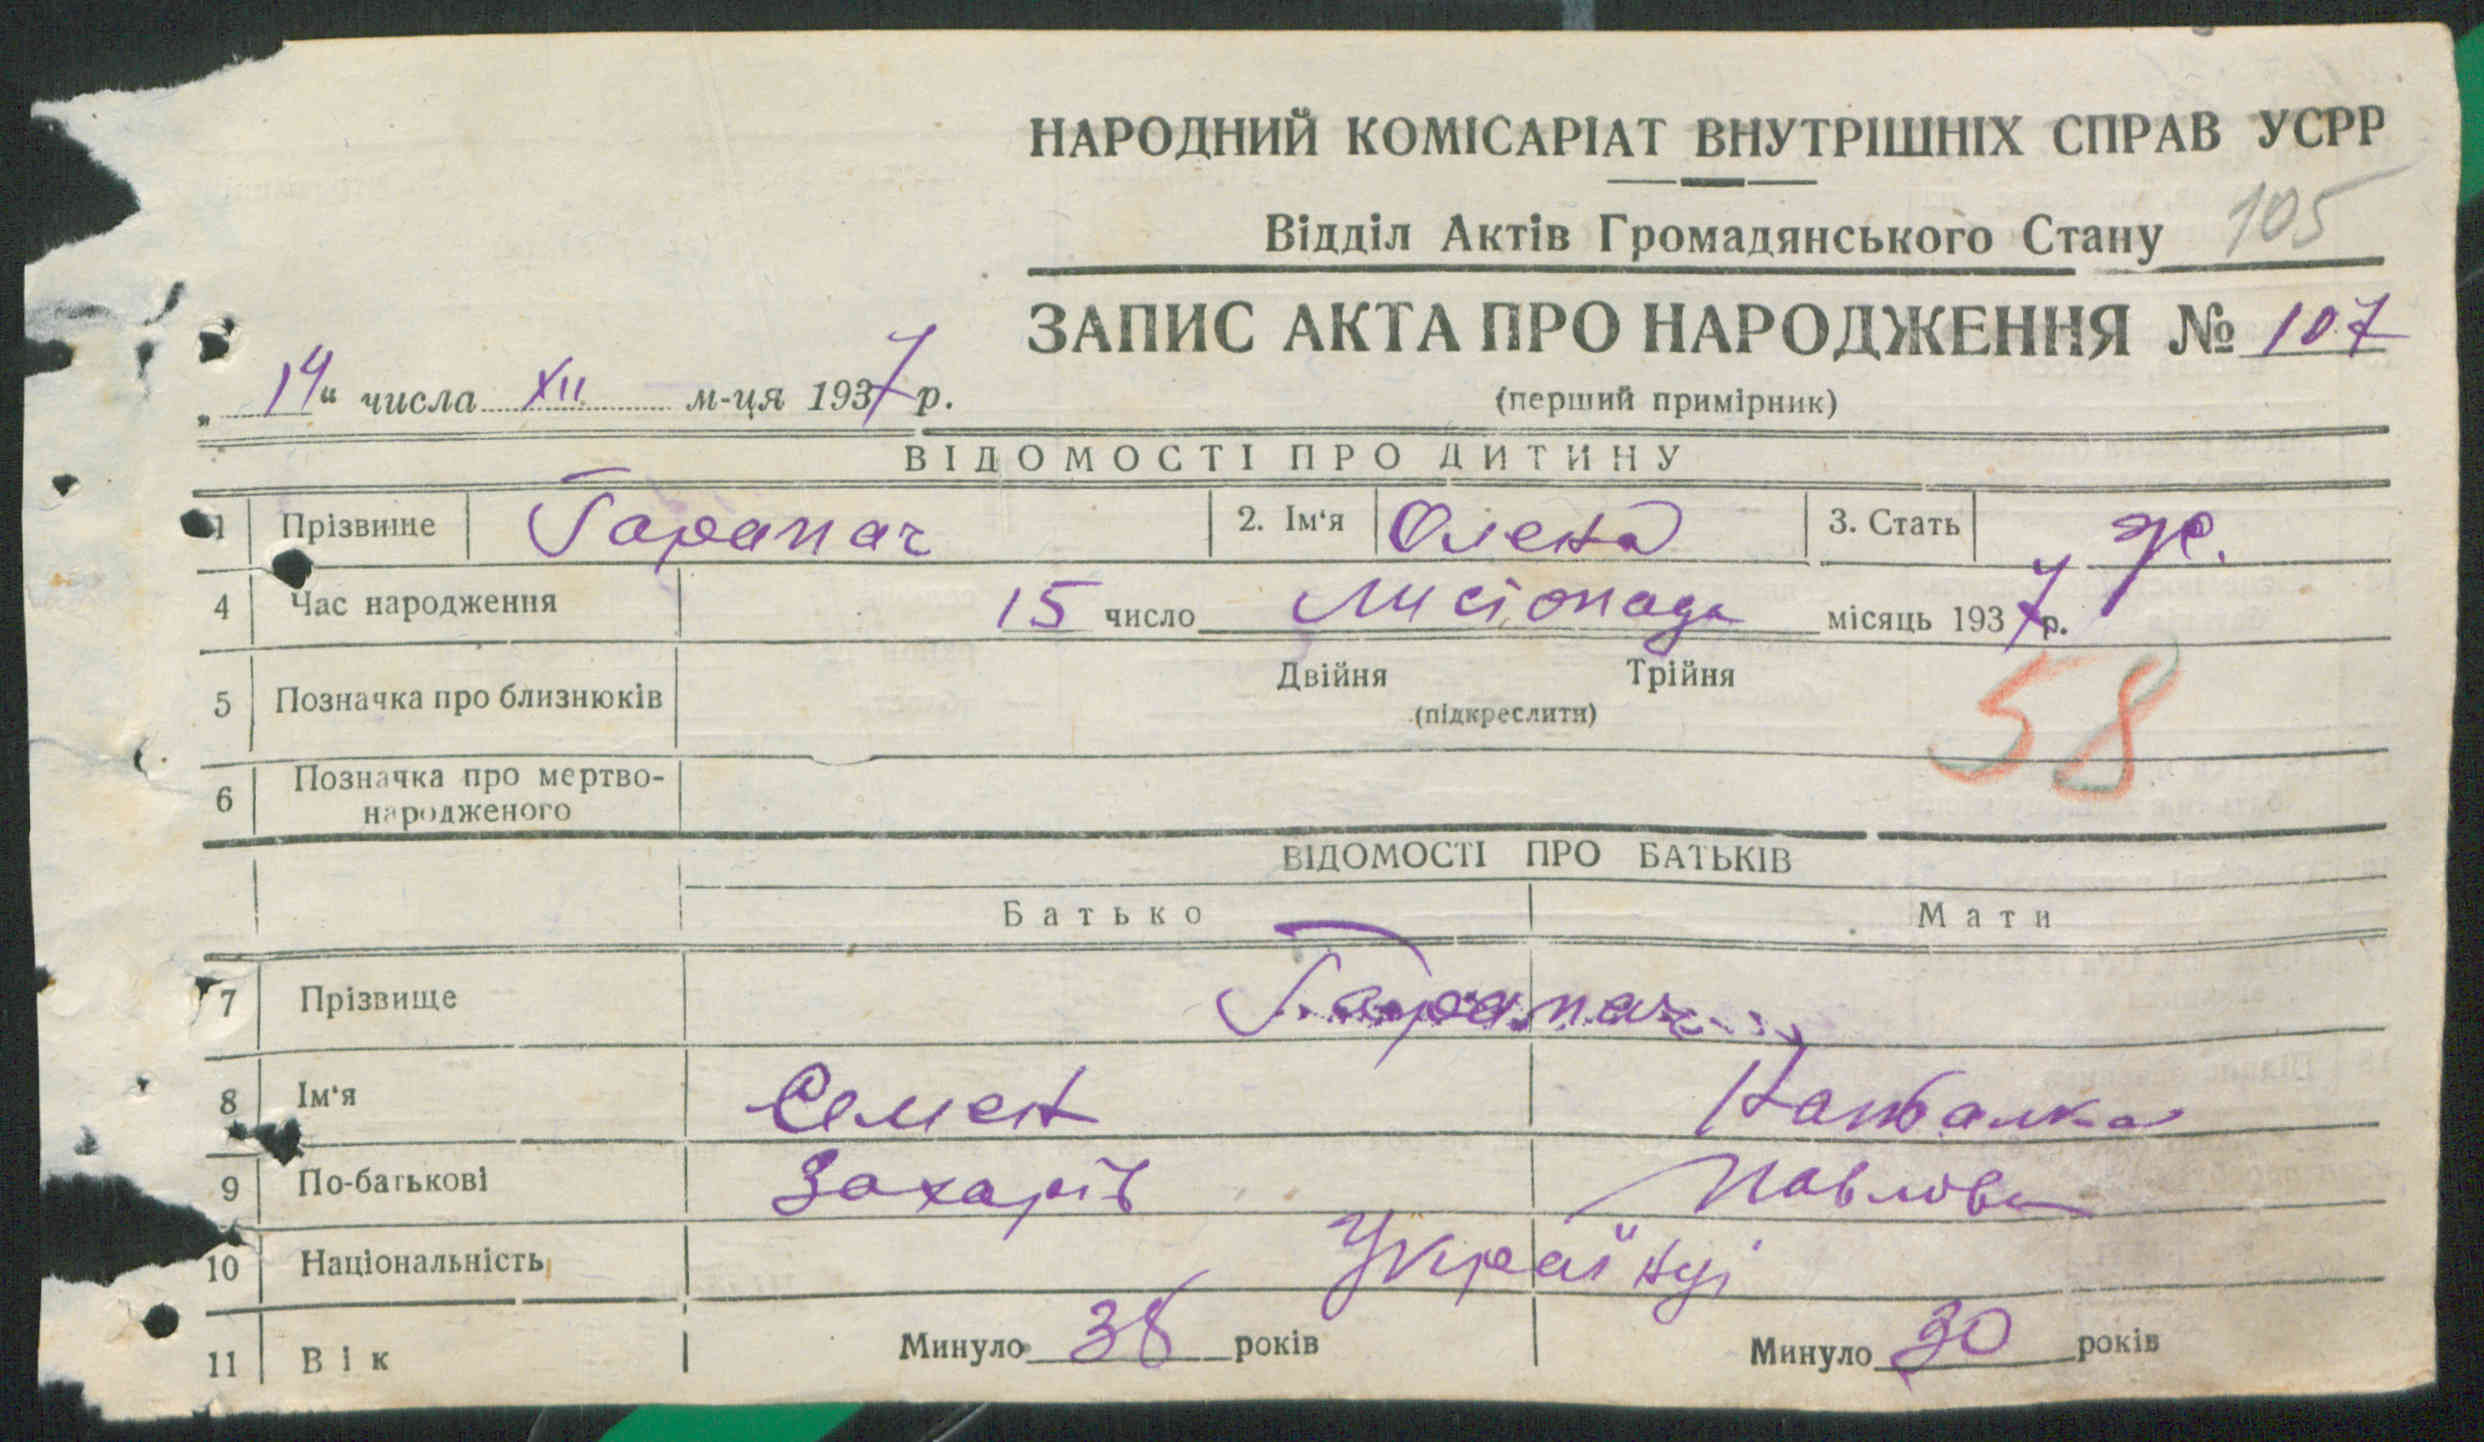 НАРОДНИЙ КОМІСАРІАТ ВНУТРІШНІХ СПРАВ УСРР
Відділ Актів Громадянського Стану 105
ЗАПИС АКТА ПРО НАРОДЖЕННЯ № 107
„14“ числа XII м-ця 1937 р.
(перший примірник)
ВІДОМОСТІ ПРО ДИТИНУ
1 Прізвище Гарапач 2. Ім‘я Олена 3. Стать ж.
4 Час народження 15 число Листопада місяць 1937 р.
5 Позначка про близнюків Двійня Трійня
(підкреслити)
58
6 Позначка про мертво-
народженого
ВІДОМОСТІ ПРО БАТЬКІВ
Батько Мати
7 Прізвище Гарапач
8 Ім‘я Семен
9 По-батькові Захарів Павлова
10 Національність Українці
11 Вік Минуло 38 років Минуло 30 років